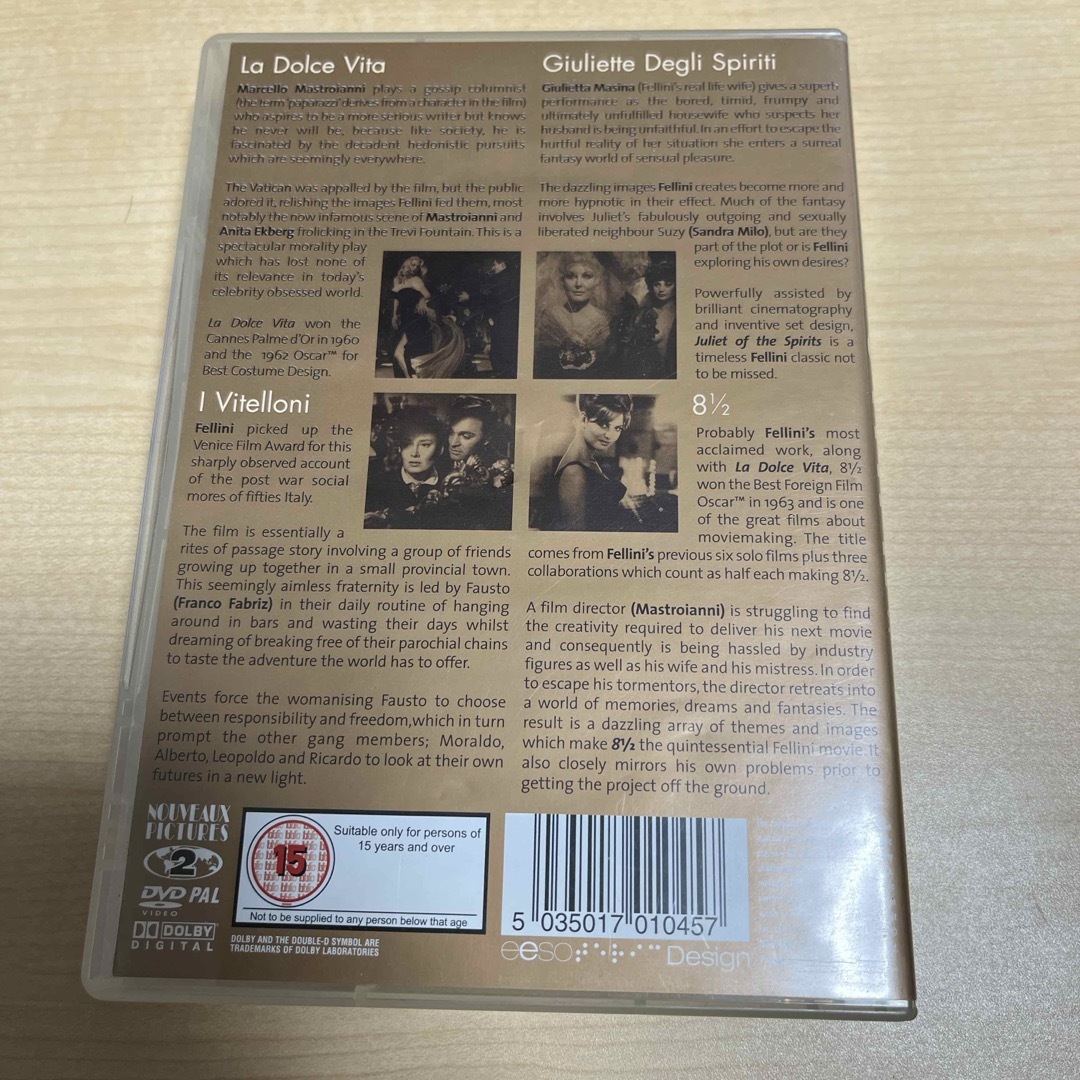 La Dolce Vita
Marcello Mastroianni plays a gossip columnist
(the term 'paparazzi' derives from a character in the film)
who aspires to be a more serious writer but knows
he never will be, because like society, he is
fascinated by the decadent hedonistic pursuits
which are seemingly everywhere.
The Vatican was appalled by the film, but the public
adored it, relishing the images Fellini fed them, most
notably the now infamous scene of Mastroianni and
Anita Ekberg frolicking in the Trevi Fountain. This is a
spectacular morality play
which has lost none of
its relevance in today's
celebrity obsessed world.
La Dolce Vita won the
Cannes Palme d'Or in 1960
and the 1962 Oscar™ for
Best Costume Design.
Giuliette Degli Spiriti
Giulietta Masina (Fellini's real life wife) gives a superb
performance as the bored, timid, frumpy and
ultimately unfulfilled housewife who suspects her
husband is being unfaithful. In an effort to escape the
hurtful reality of her situation she enters a surreal
fantasy world of sensual pleasure.
The dazzling images Fellini creates become more and
more hypnotic in their effect. Much of the fantasy
involves Juliet's fabulously outgoing and sexually
liberated neighbour Suzy (Sandra Milo), but are they
part of the plot or is Fellini
exploring his own desires?
Powerfully assisted by
brilliant cinematography
and inventive set design,
Juliet of the Spirits is a
timeless Fellini classic not
to be missed.
I Vitelloni
Fellini picked up the
Venice Film Award for this
sharply observed account
of the post war social
mores of fifties Italy.
The film is essentially a
rites of passage story involving a group of friends
growing up together in a small provincial town.
This seemingly aimless fraternity is led by Fausto
(Franco Fabriz) in their daily routine of hanging
around in bars and wasting their days whilst
dreaming of breaking free of their parochial chains
to taste the adventure the world has to offer.
Events force the womanising Fausto to choose
between responsibility and freedom,which in turn
prompt the other gang members; Moraldo,
Alberto, Leopoldo and Ricardo to look at their own
futures in a new light.
8½
Probably Fellini's most
acclaimed work, along
with La Dolce Vita, 8½
won the Best Foreign Film
Oscar™ in 1963 and is one
of the great films about
moviemaking. The title
comes from Fellini's previous six solo films plus three
collaborations which count as half each making 8½.
A film director (Mastroianni) is struggling to find
the creativity required to deliver his next movie
and consequently is being hassled by industry
figures as well as his wife and his mistress. In order
to escape his tormentors, the director retreats into
a world of memories, dreams and fantasies. The
result is a dazzling array of themes and images
which make 8½ the quintessential Fellini movie. It
also closely mirrors his own problems prior to
getting the project off the ground.
NOUVEAUX
PICTURES
2
DVD PAL
VIDEO
DOLBY
DIGITAL
15
Suitable only for persons of
15 years and over
Not to be supplied to any person below that age
DOLBY AND THE DOUBLE-D SYMBOL ARE
TRADEMARKS OF DOLBY LABORATORIES
5 035017 010457
eeso Design